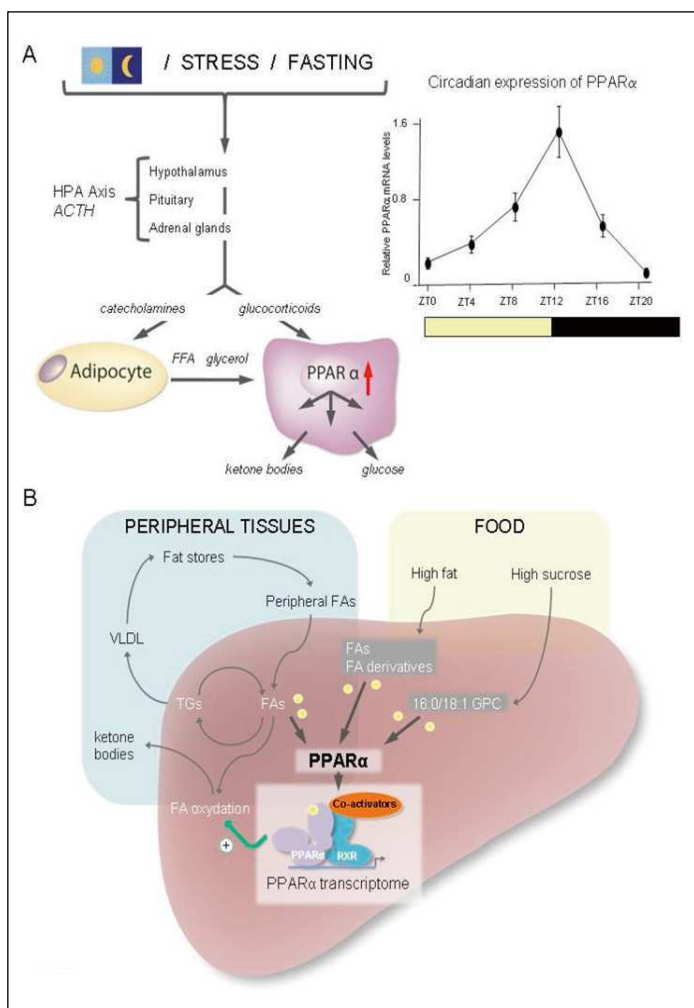 A
/ STRESS / FASTING
HPA Axis
ACTH
Hypothalamus
Pituitary
Adrenal glands
catecholamines
glucocorticoids
Adipocyte
FFA glycerol
PPAR α
ketone bodies
glucose
Circadian expression of PPARα
Relative PPARα mRNA levels
1.6
0.8
0
ZT0 ZT4 ZT8 ZT12 ZT16 ZT20
B
PERIPHERAL TISSUES
FOOD
Fat stores
High fat
High sucrose
Peripheral FAs
VLDL
FAs
FA derivatives
TGs
FAs
16:0/18:1 GPC
ketone
bodies
PPARα
FA oxydation
+
Co-activators
PPARα
RXR
PPARα transcriptome